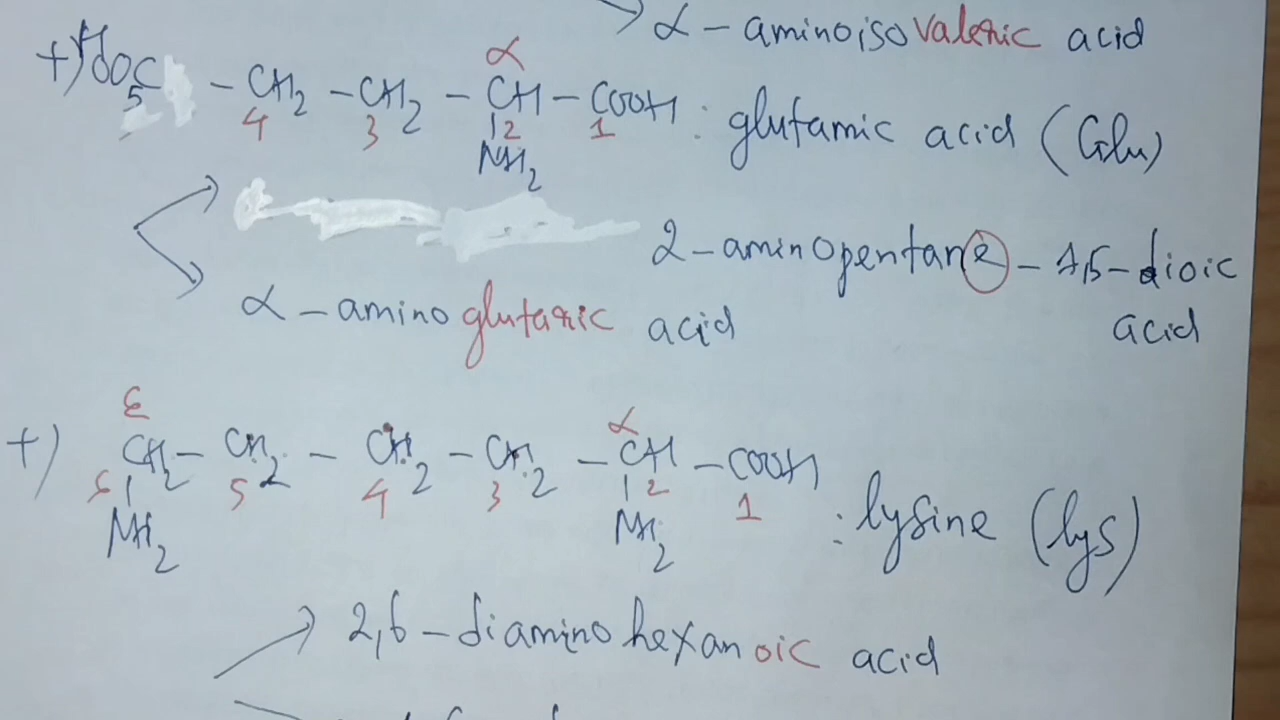 → α – aminoisovaleric acid
α
+) HOOC – CH2 – CH2 – CH – COOH : glutamic acid (Glu)
5 4 3 2 1
NH2
2 – aminopentane – 1,5 – dioic
acid
α – amino glutaric acid
ε α
+) CH2 – CH2 – CH2 – CH2 – CH – COOH : lysine (lys)
6 5 4 3 2 1
NH2 NH2
2,6 – diamino hexanoic acid